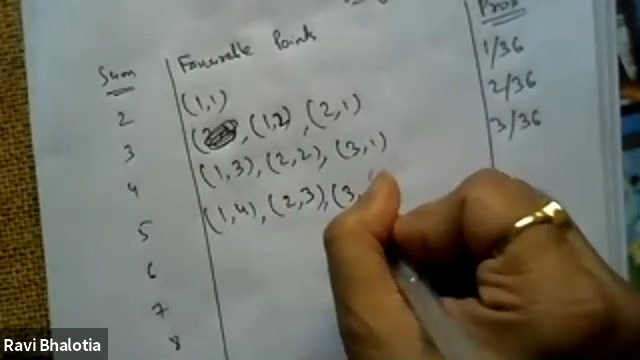 Sum Favourable Points Prob
2 (1,1) 1/36
3 (1,2), (2,1) 2/36
4 (1,3), (2,2), (3,1) 3/36
5 (1,4), (2,3), (3,
6
7
8
Ravi Bhalotia